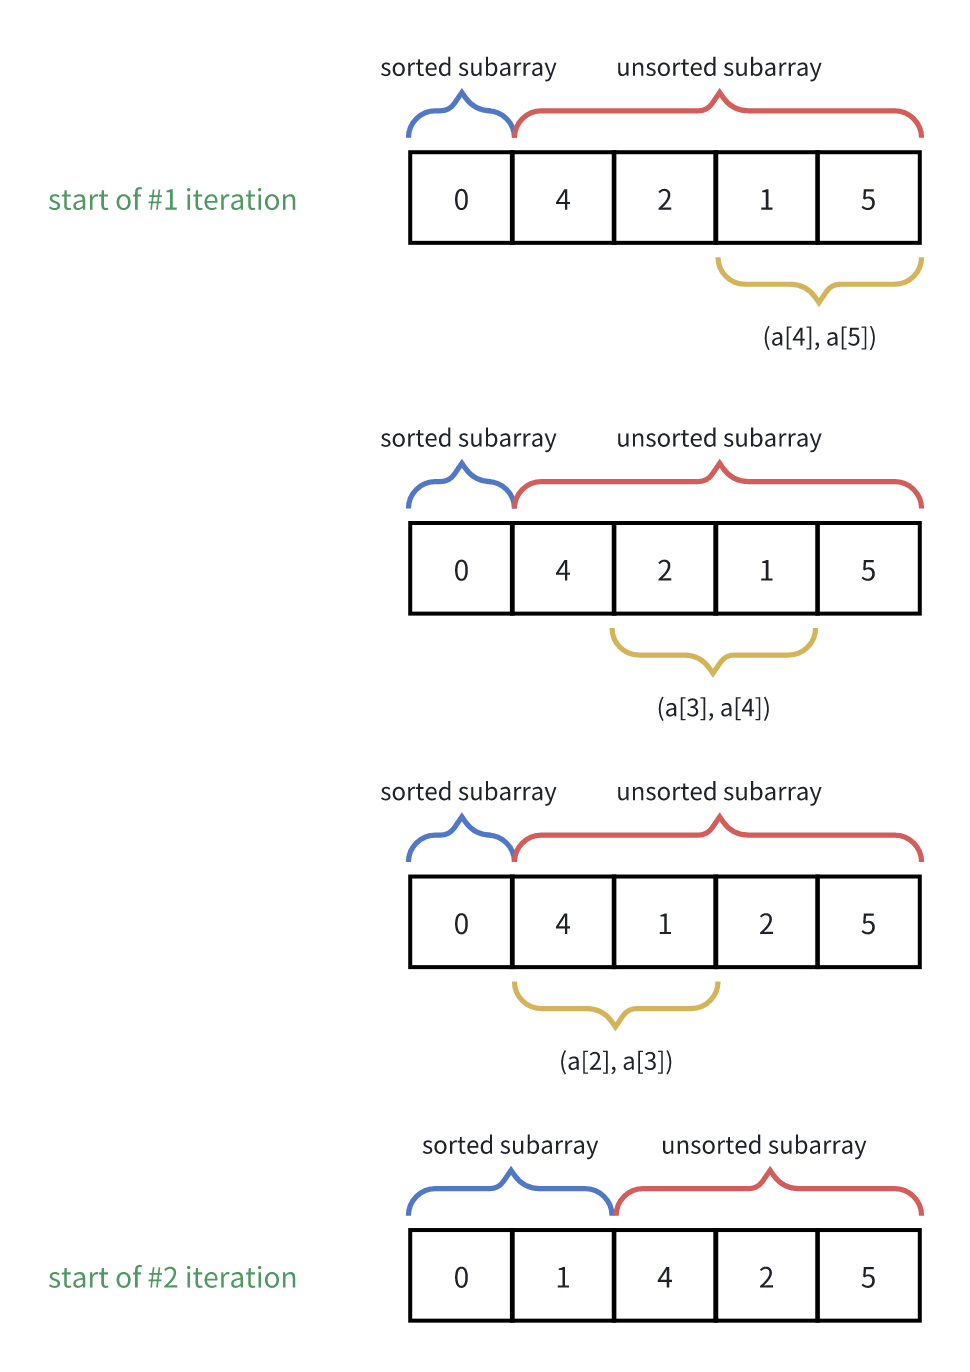 sorted subarray unsorted subarray
start of #1 iteration 0 4 2 1 5
(a[4], a[5])
sorted subarray unsorted subarray
0 4 2 1 5
(a[3], a[4])
sorted subarray unsorted subarray
0 4 1 2 5
(a[2], a[3])
sorted subarray unsorted subarray
start of #2 iteration 0 1 4 2 5